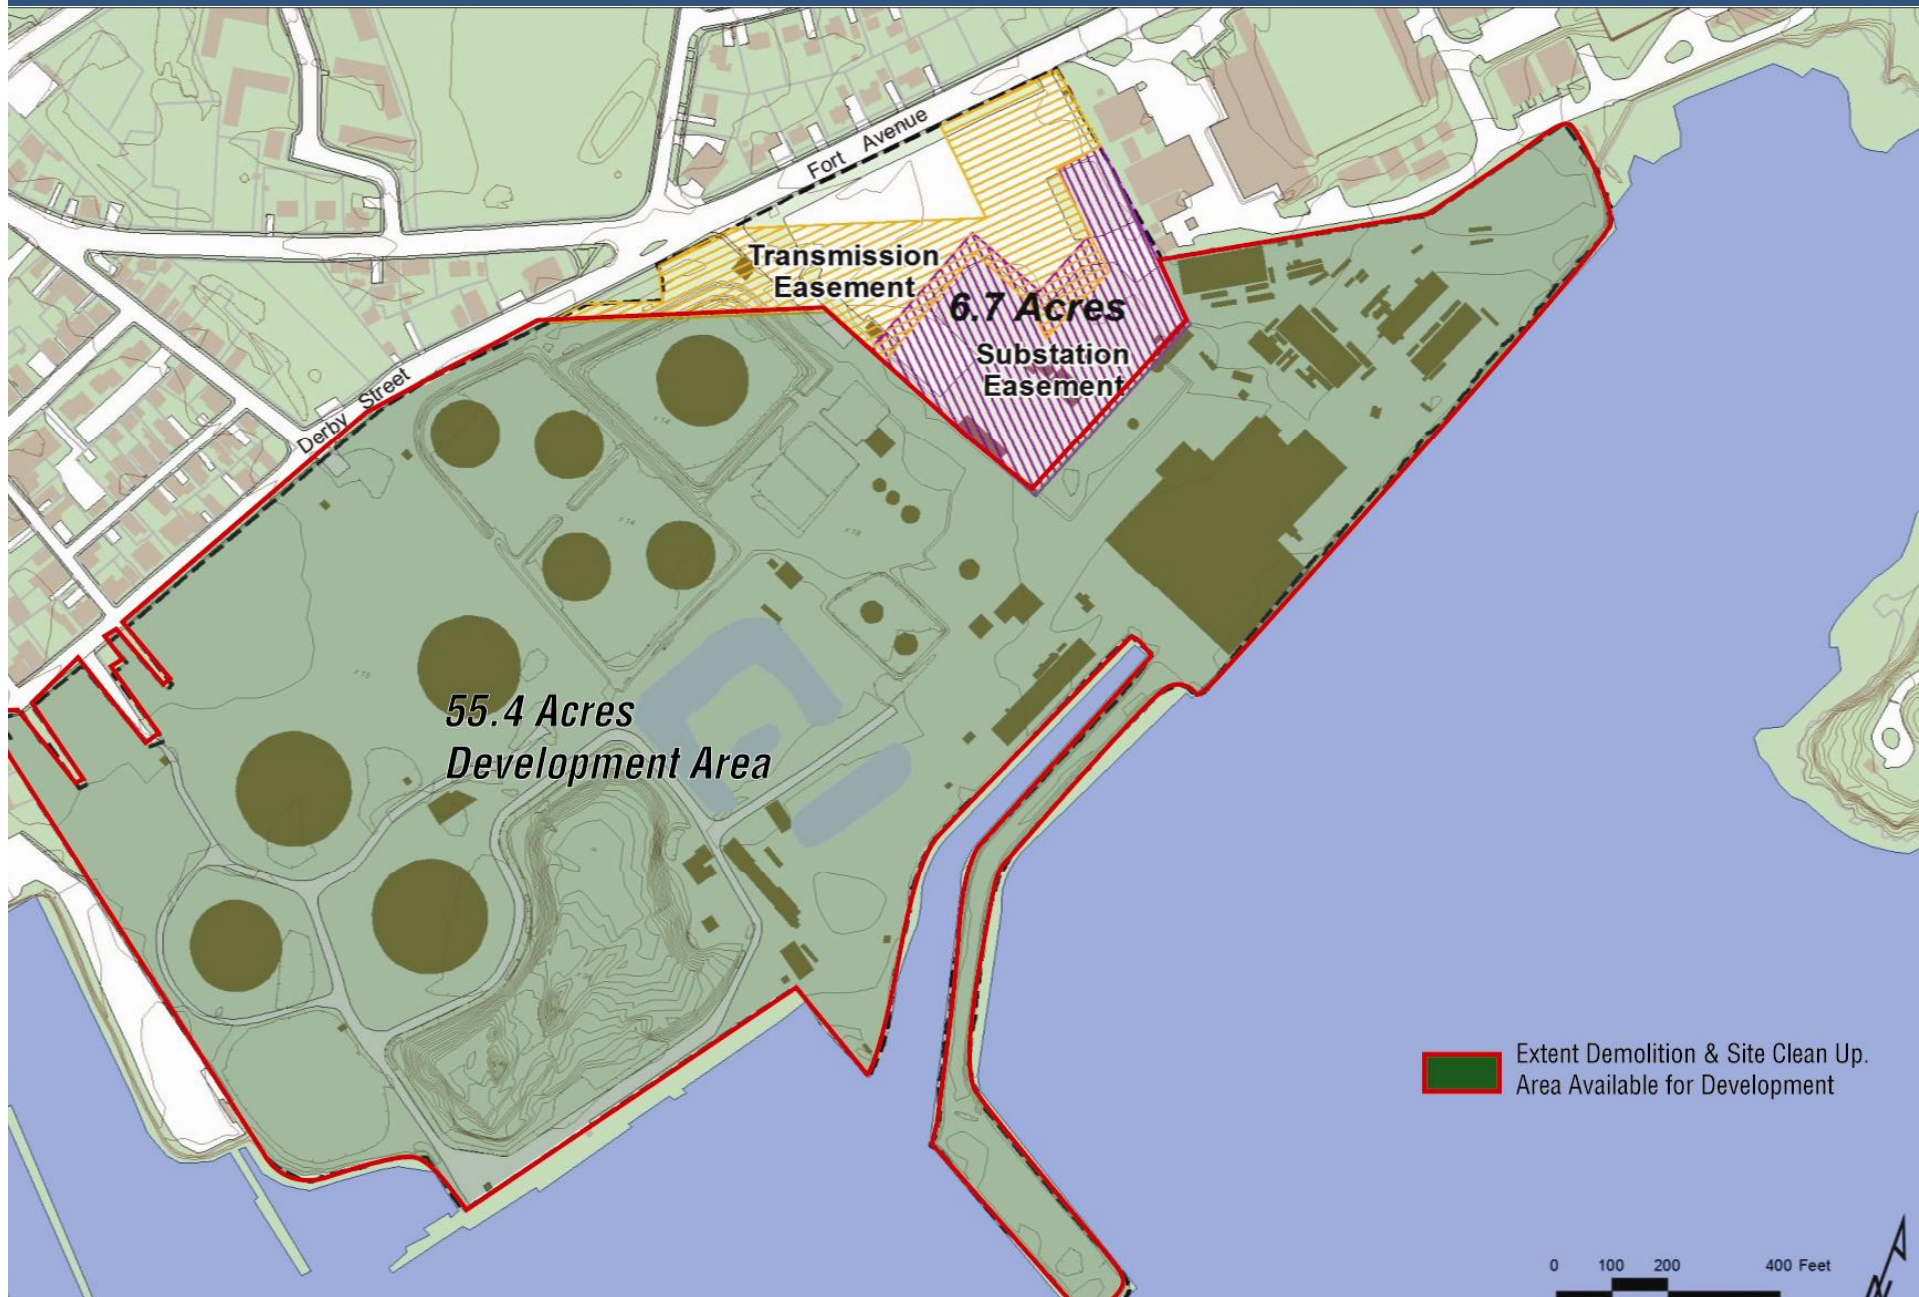 Fort Avenue
Transmission
Easement
6.7 Acres
Substation
Easement
Derby Street
55.4 Acres
Development Area
Extent Demolition & Site Clean Up.
Area Available for Development
0 100 200 400 Feet
N